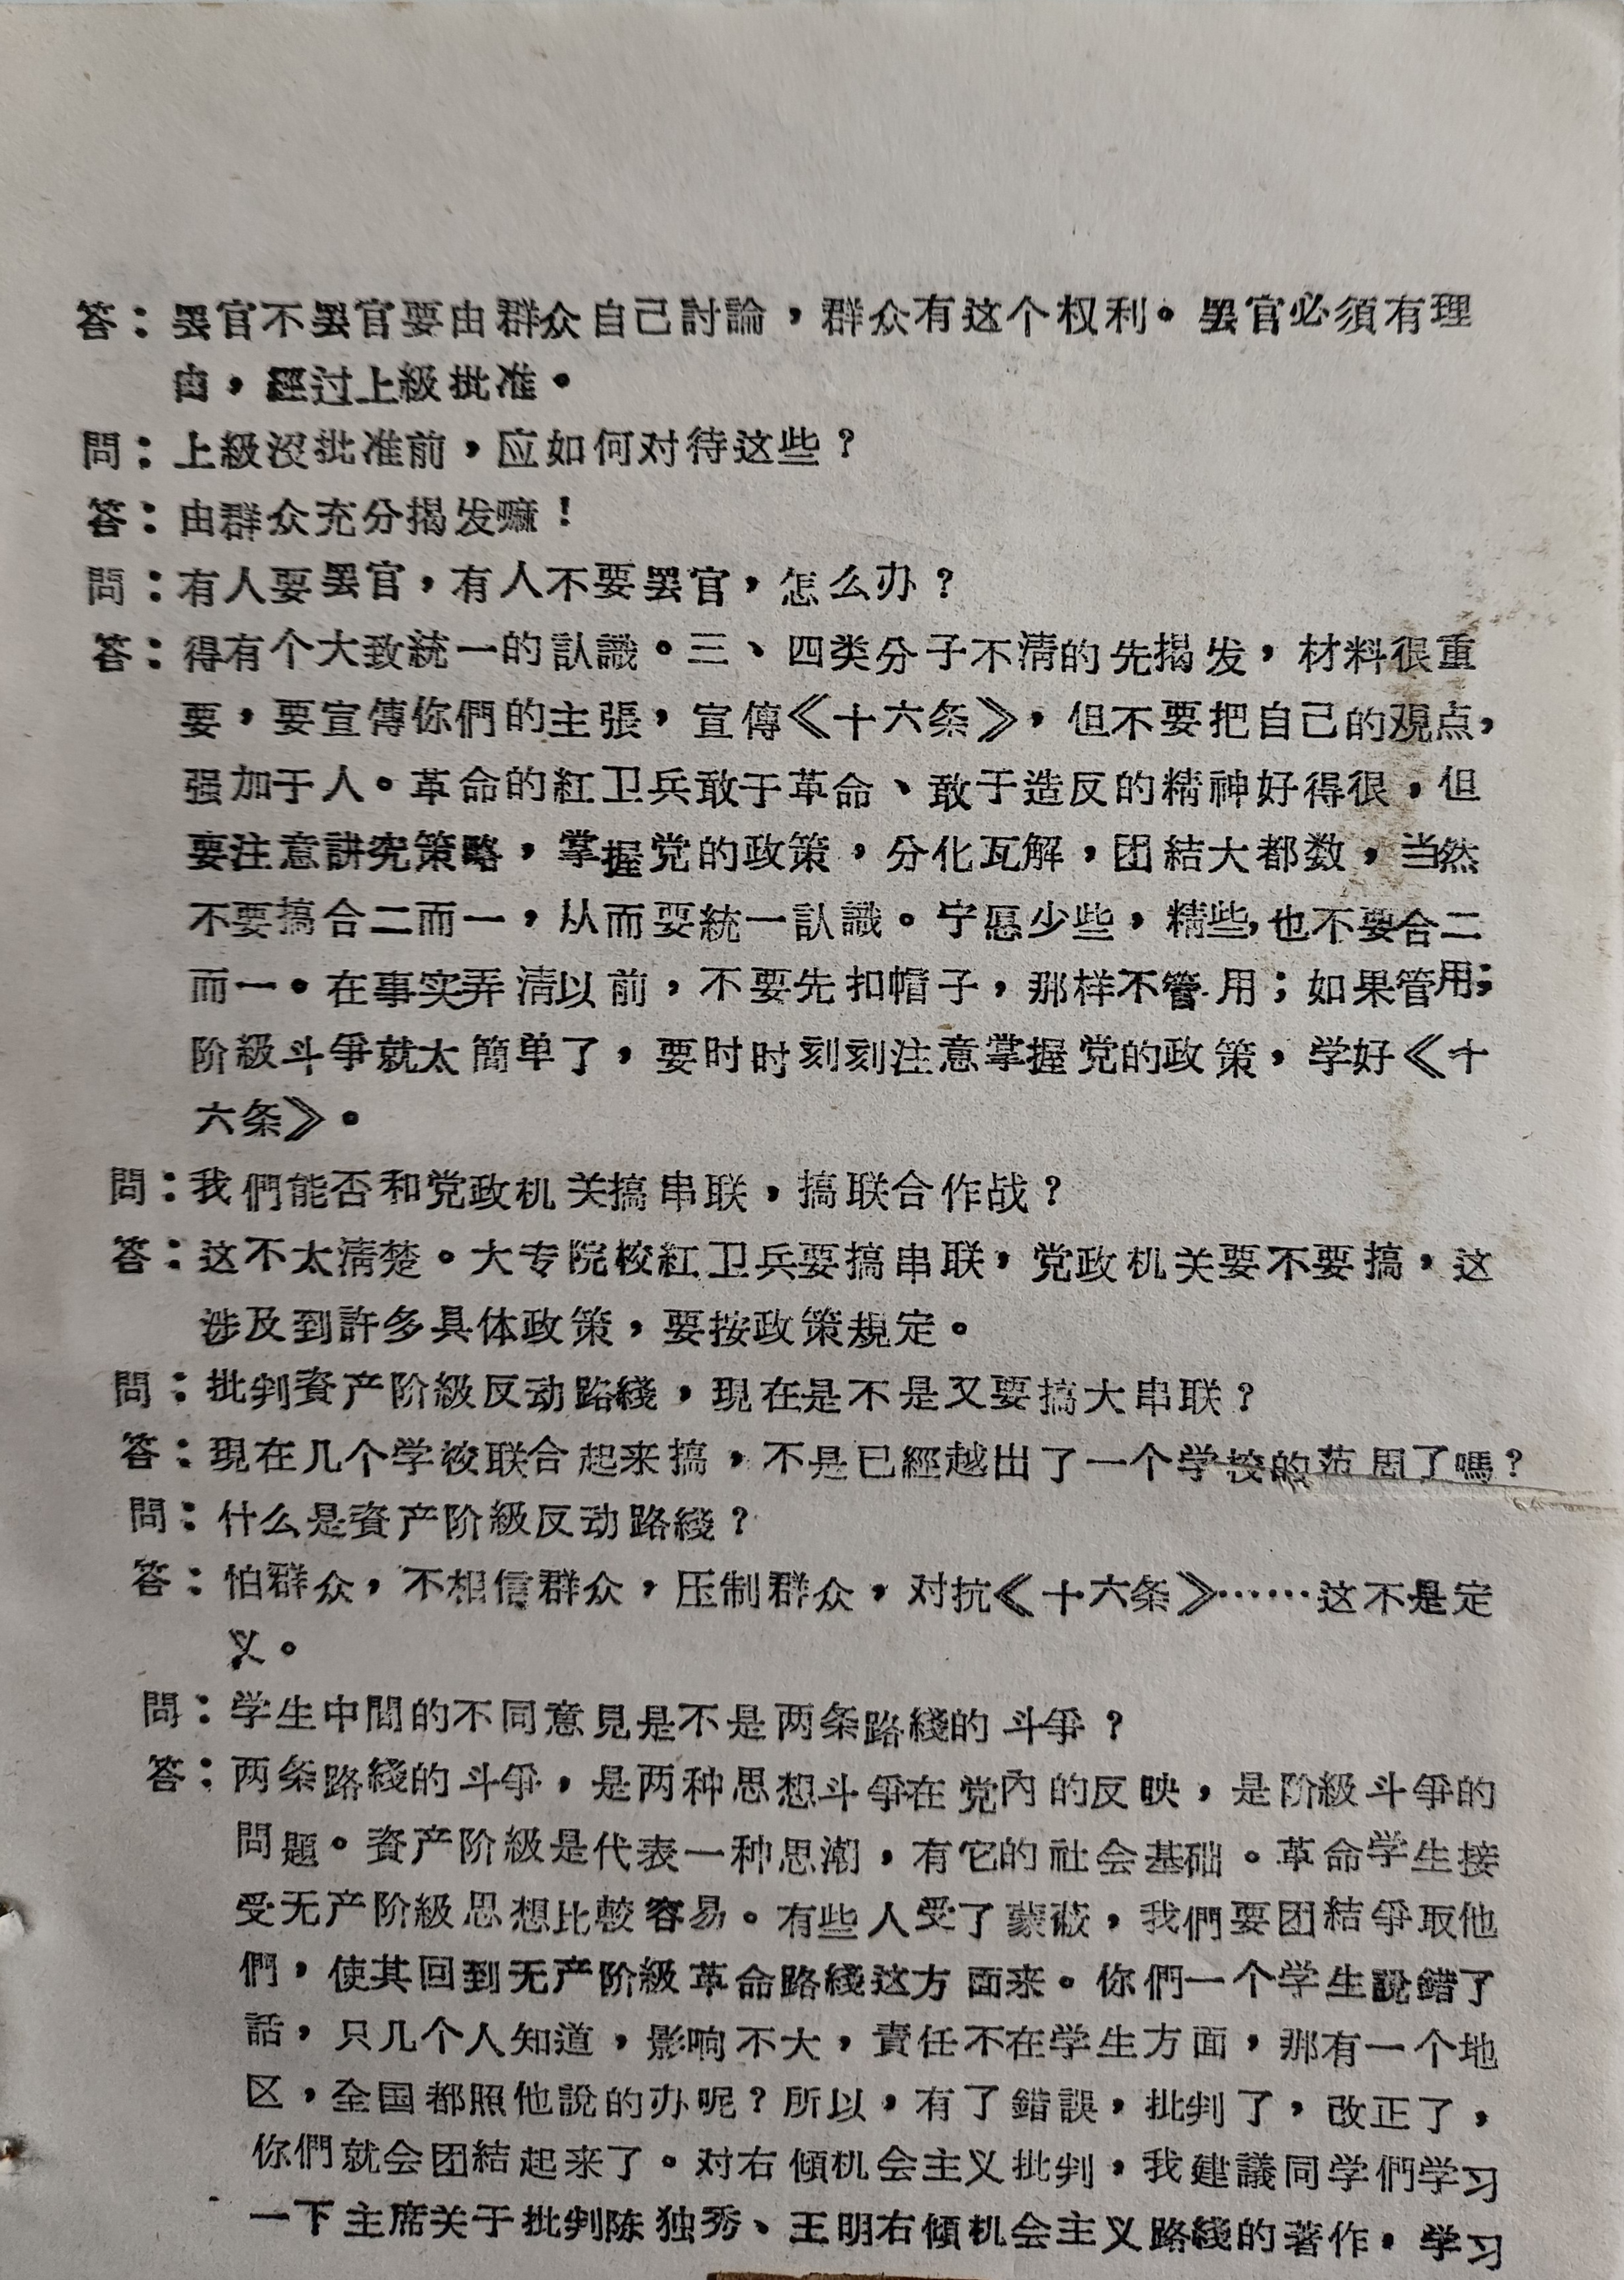 答：罢官不罢官要由群众自己討論，群众有这个权利。罢官必須有理
由，經过上級批准。
問：上級沒批准前，应如何对待这些？
答：由群众充分揭发嘛！
問：有人要罢官，有人不要罢官，怎么办？
答：得有个大致統一的認識。三、四类分子不清的先揭发，材料很重
要，要宣傳你們的主張，宣傳《十六条》，但不要把自己的观点，
强加于人。革命的紅卫兵敢于革命、敢于造反的精神好得很，但
要注意講究策略，掌握党的政策，分化瓦解，团結大都数，当然
不要搞合二而一，从而要統一認識。宁愿少些，精些，也不要合二
而一。在事实弄清以前，不要先扣帽子，那样不管用；如果管用；
阶級斗爭就太簡单了，要时时刻刻注意掌握党的政策，学好《十
六条》。
問：我們能否和党政机关搞串联，搞联合作战？
答：这不太清楚。大专院校紅卫兵要搞串联，党政机关要不要搞，这
涉及到許多具体政策，要按政策規定。
問：批判資产阶級反动路綫，現在是不是又要搞大串联？
答：現在几个学校联合起来搞，不是已經越出了一个学校的范周了嗎？
問：什么是資产阶級反动路綫？
答：怕群众，不相信群众，压制群众，对抗《十六条》……这不是定
义。
問：学生中間的不同意見是不是两条路綫的斗爭？
答：两条路綫的斗爭，是两种思想斗爭在党內的反映，是阶級斗爭的
問題。資产阶級是代表一种思潮，有它的社会基础。革命学生接
受无产阶級思想比較容易。有些人受了蒙蔽，我們要团結爭取他
們，使其回到无产阶級革命路綫这方面来。你們一个学生說錯了
話，只几个人知道，影响不大，責任不在学生方面，那有一个地
区，全国都照他說的办呢？所以，有了錯誤，批判了，改正了，
你們就会团結起来了。对右傾机会主义批判，我建議同学們学习
一下主席关于批判陈独秀、王明右傾机会主义路綫的著作，学习